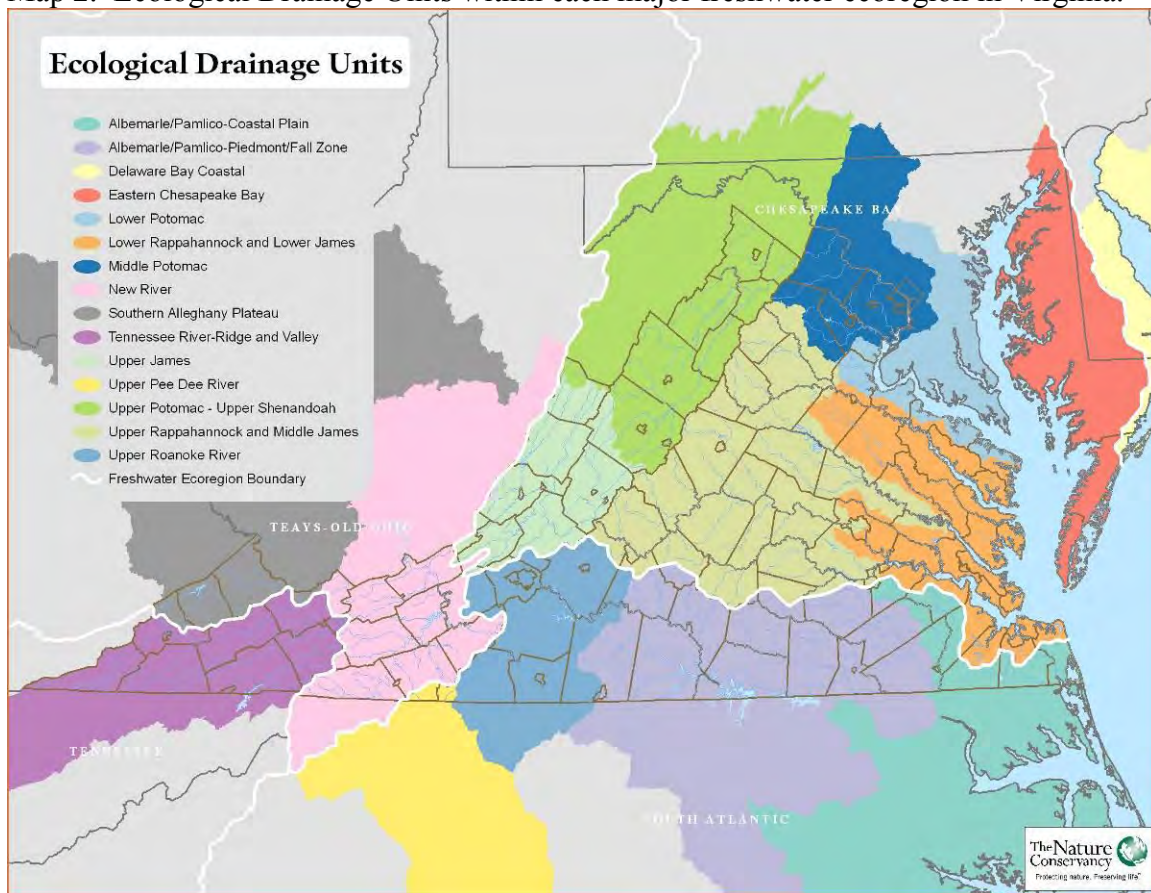 Map 2. Ecological Drainage Units within each major freshwater ecoregion in Virginia.
Ecological Drainage Units
Albemarle/Pamlico-Coastal Plain
Albemarle/Pamlico-Piedmont/Fall Zone
Delaware Bay Coastal
Eastern Chesapeake Bay
Lower Potomac
Lower Rappahannock and Lower James
Middle Potomac
New River
Southern Alleghany Plateau
Tennessee River-Ridge and Valley
Upper James
Upper Pee Dee River
Upper Potomac - Upper Shenandoah
Upper Rappahannock and Middle James
Upper Roanoke River
Freshwater Ecoregion Boundary
CHESAPEAKE BAY
TEAYS-OLD OHIO
TENNESSEE
SOUTH ATLANTIC
The Nature
Conservancy
Protecting nature. Preserving life.™